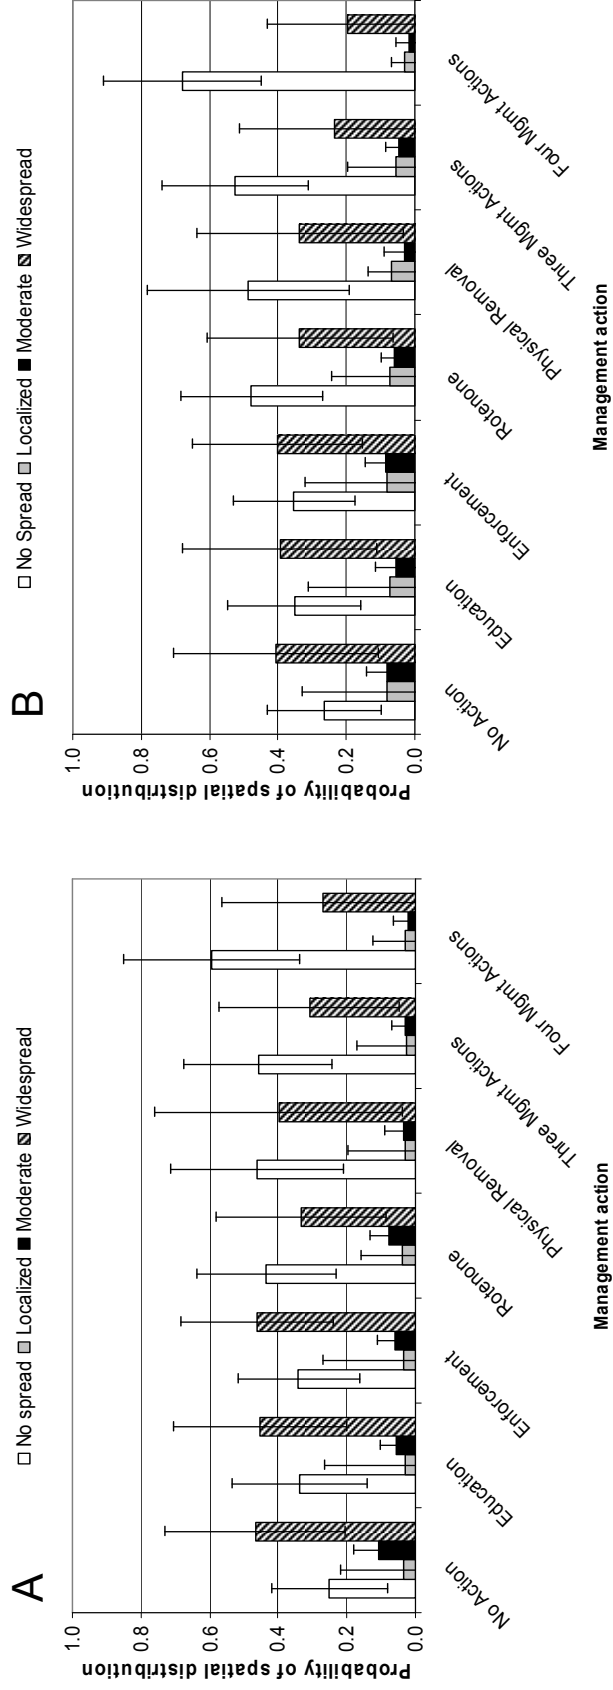 A
No spread Localized Moderate Widespread
Probability of spatial distribution
1.0
0.8
0.6
0.4
0.2
0.0
No Action
Education
Enforcement
Rotenone
Physical Removal
Three Mgmt Actions
Four Mgmt Actions
Management action
B
No Spread Localized Moderate Widespread
Probability of spatial distribution
1.0
0.8
0.6
0.4
0.2
0.0
No Action
Education
Enforcement
Rotenone
Physical Removal
Three Mgmt Actions
Four Mgmt Actions
Management action